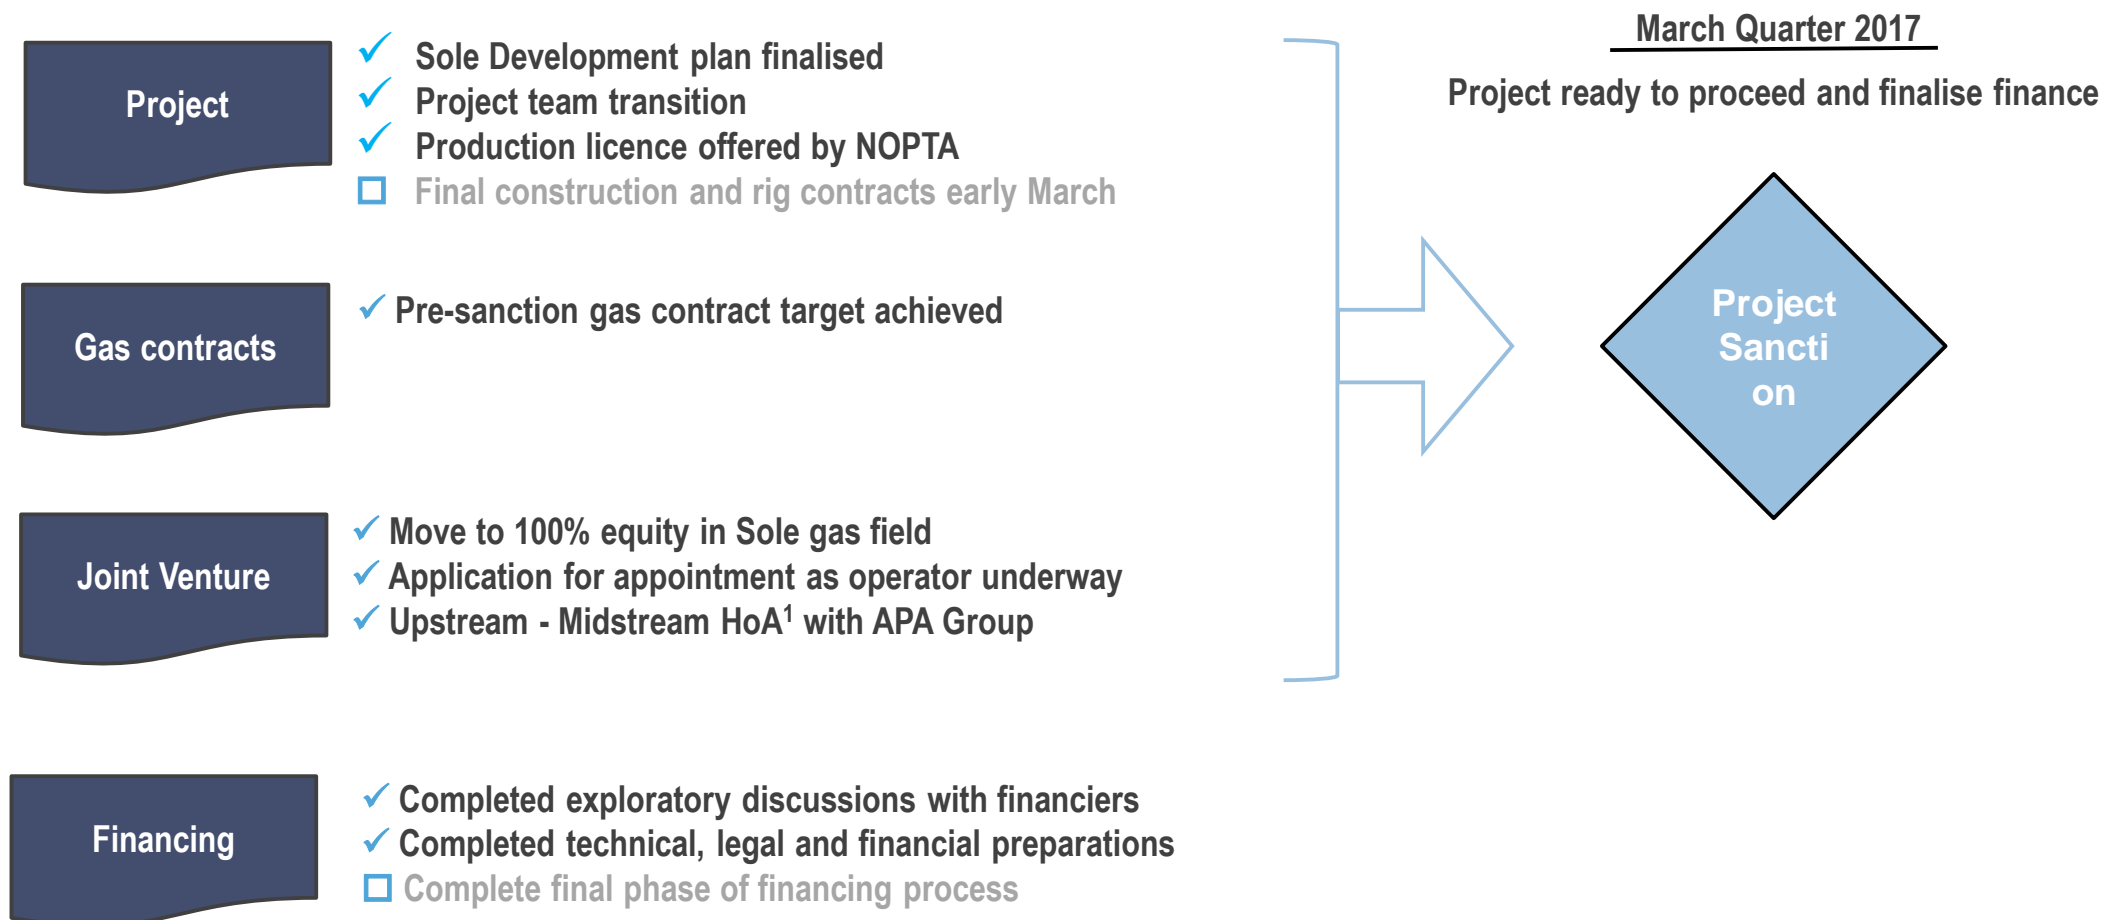 Project
Sole Development plan finalised
Project team transition
Production licence offered by NOPTA
Final construction and rig contracts early March
Gas contracts
Pre-sanction gas contract target achieved
Joint Venture
Move to 100% equity in Sole gas field
Application for appointment as operator underway
Upstream - Midstream HoA¹ with APA Group
Financing
Completed exploratory discussions with financiers
Completed technical, legal and financial preparations
Complete final phase of financing process
March Quarter 2017
Project ready to proceed and finalise finance
Project
Sancti
on